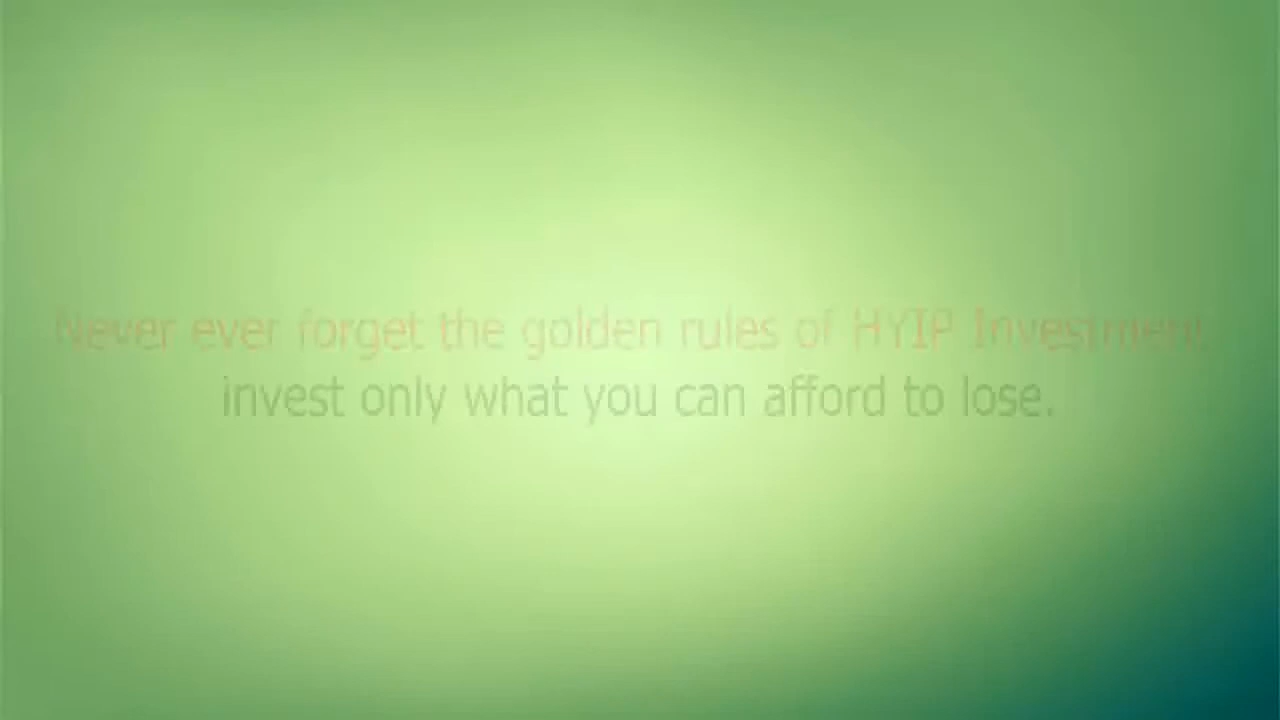 Never ever forget the golden rules of HYIP Investment
invest only what you can afford to lose.